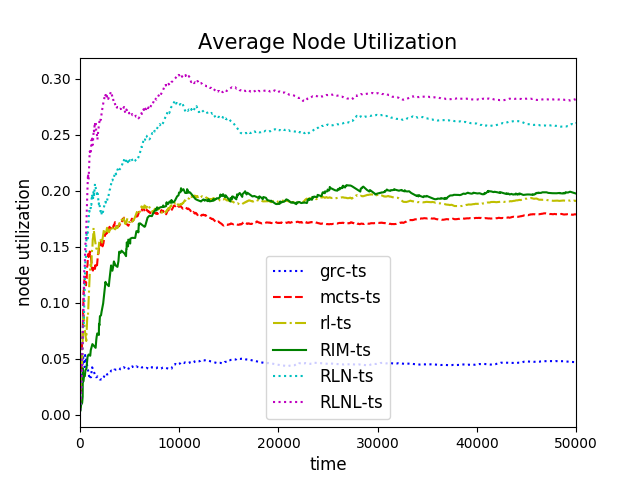 Average Node Utilization
node utilization
0.30
0.25
0.20
0.15
0.10
0.05
0.00
grc-ts
mcts-ts
rl-ts
RIM-ts
RLN-ts
RLNL-ts
0 10000 20000 30000 40000 50000
time